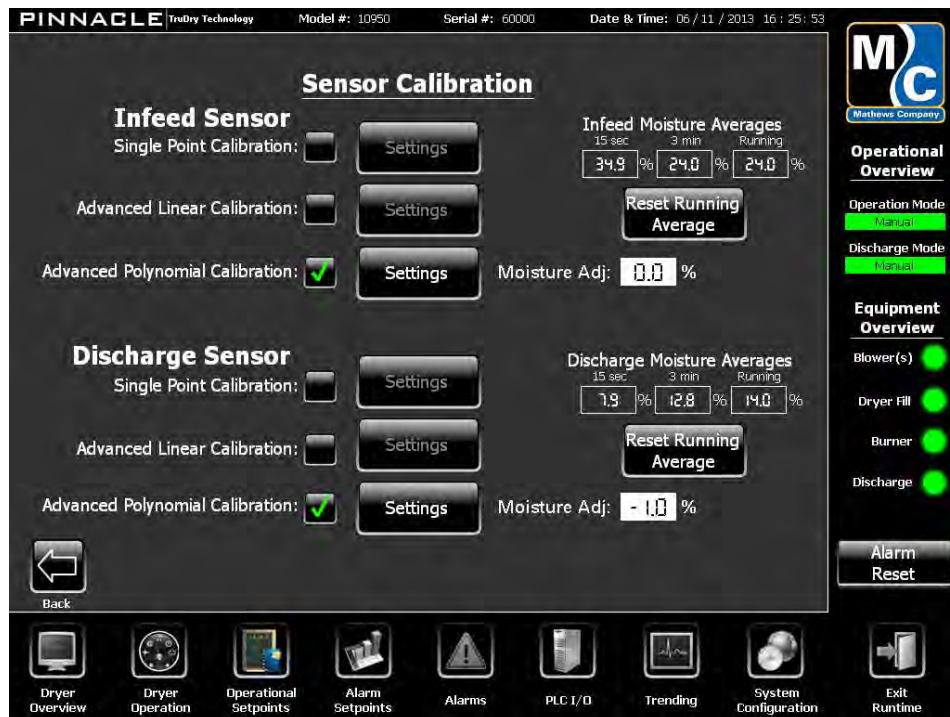 PINNACLE TruDry Technology Model #: 10950 Serial #: 60000 Date & Time: 06 / 11 / 2013 16 : 25 : 53
MC
Mathews Company
Sensor Calibration
Infeed Sensor
Single Point Calibration: Settings
Advanced Linear Calibration: Settings
Advanced Polynomial Calibration: Settings
Infeed Moisture Averages
15 sec 3 min Running
34.9 % 24.0 % 24.0 %
Reset Running
Average
Moisture Adj: 0.0 %
Discharge Sensor
Single Point Calibration: Settings
Advanced Linear Calibration: Settings
Advanced Polynomial Calibration: Settings
Discharge Moisture Averages
15 sec 3 min Running
7.9 % 12.8 % 14.0 %
Reset Running
Average
Moisture Adj: -1.0 %
Back
Operational
Overview
Operation Mode
Manual
Discharge Mode
Manual
Equipment
Overview
Blower(s)
Dryer Fill
Burner
Discharge
Alarm
Reset
Dryer
Overview
Dryer
Operation
Operational
Setpoints
Alarm
Setpoints
Alarms
PLC I/O
Trending
System
Configuration
Exit
Runtime